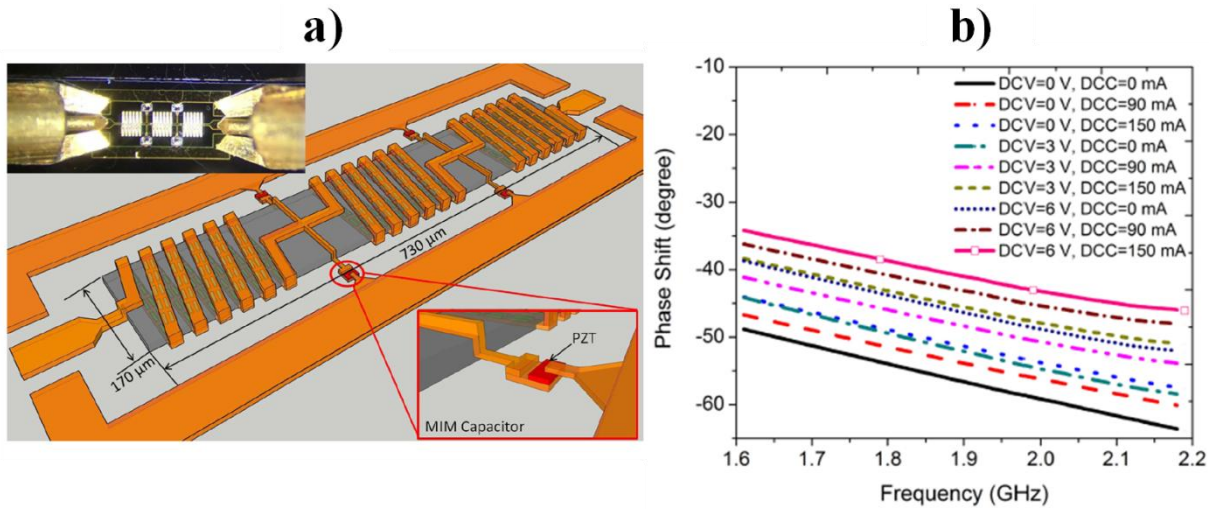 a)
730 μm
170 μm
PZT
MIM Capacitor
b)
Phase Shift (degree)
-10
-20
-30
-40
-50
-60
DCV=0 V, DCC=0 mA
DCV=0 V, DCC=90 mA
DCV=0 V, DCC=150 mA
DCV=3 V, DCC=0 mA
DCV=3 V, DCC=90 mA
DCV=3 V, DCC=150 mA
DCV=6 V, DCC=0 mA
DCV=6 V, DCC=90 mA
DCV=6 V, DCC=150 mA
1.6 1.7 1.8 1.9 2.0 2.1 2.2
Frequency (GHz)